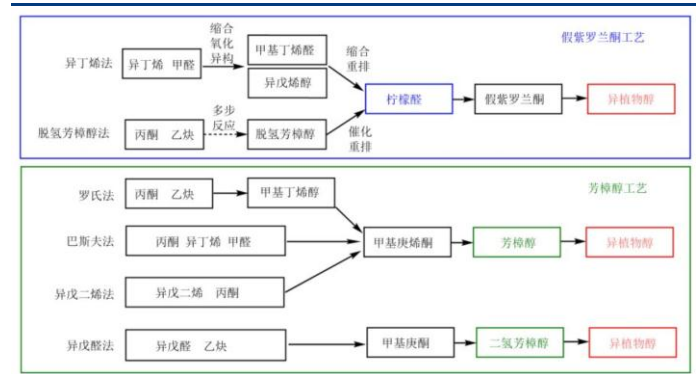 假紫罗兰酮工艺
缩合
氧化
异构
异丁烯法
异丁烯 甲醛
甲基丁烯醛
异戊烯醇
缩合
重排
柠檬醛
假紫罗兰酮
异植物醇
脱氢芳樟醇法
丙酮 乙炔
多步
反应
脱氢芳樟醇
催化
重排
芳樟醇工艺
罗氏法
丙酮 乙炔
甲基丁烯醇
巴斯夫法
丙酮 异丁烯 甲醛
甲基庚烯酮
芳樟醇
异植物醇
异戊二烯法
异戊二烯 丙酮
异戊醛法
异戊醛 乙炔
甲基庚酮
二氢芳樟醇
异植物醇